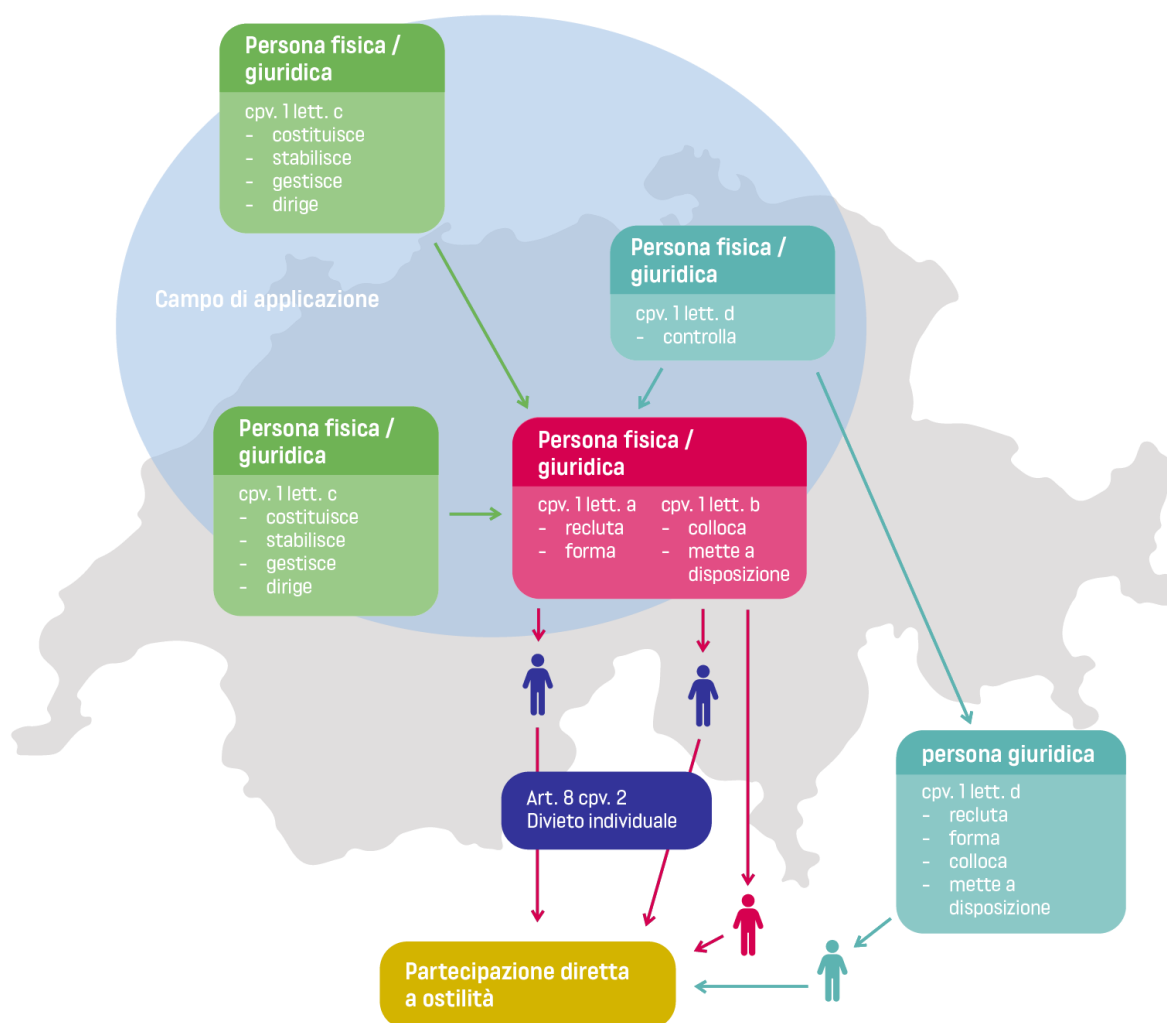 Persona fisica /
giuridica
cpv. 1 lett. c
- costituisce
- stabilisce
- gestisce
- dirige
Campo di applicazione
Persona fisica /
giuridica
cpv. 1 lett. d
- controlla
Persona fisica /
giuridica
cpv. 1 lett. c
- costituisce
- stabilisce
- gestisce
- dirige
Persona fisica /
giuridica
cpv. 1 lett. a
- recluta
- forma
cpv. 1 lett. b
- colloca
- mette a
disposizione
Art. 8 cpv. 2
Divieto individuale
persona giuridica
cpv. 1 lett. d
- recluta
- forma
- colloca
- mette a
disposizione
Partecipazione diretta
a ostilità